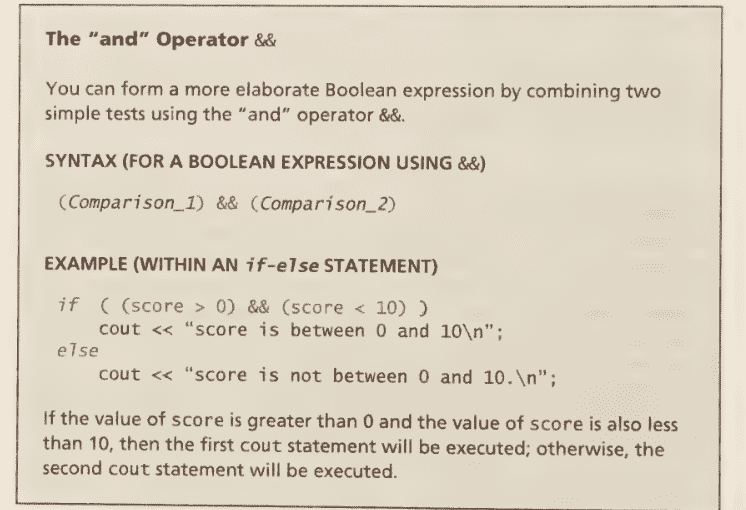 The “and” Operator &&
You can form a more elaborate Boolean expression by combining two
simple tests using the “and” operator &&.
SYNTAX (FOR A BOOLEAN EXPRESSION USING &&)
(Comparison_1) && (Comparison_2)
EXAMPLE (WITHIN AN if-else STATEMENT)
if ( (score > 0) && (score < 10) )
    cout << “score is between 0 and 10\n”;
else
    cout << “score is not between 0 and 10.\n”;
If the value of score is greater than 0 and the value of score is also less
than 10, then the first cout statement will be executed; otherwise, the
second cout statement will be executed.